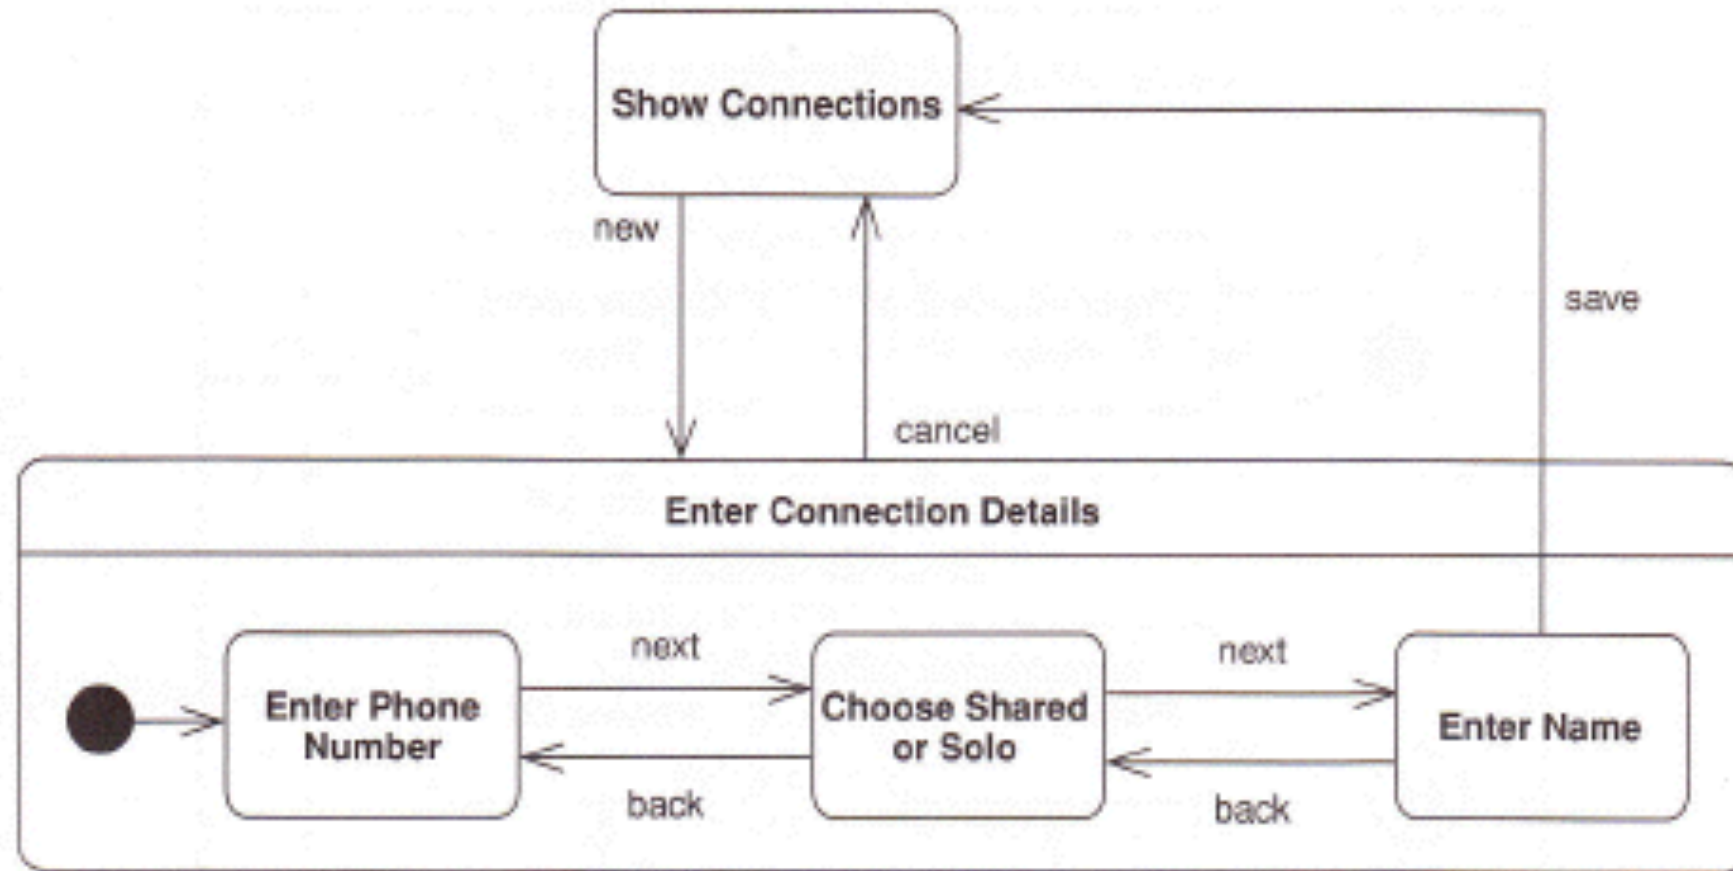 Show Connections
new
save
cancel
Enter Connection Details
next
next
Enter Phone
Number
Choose Shared
or Solo
Enter Name
back
back